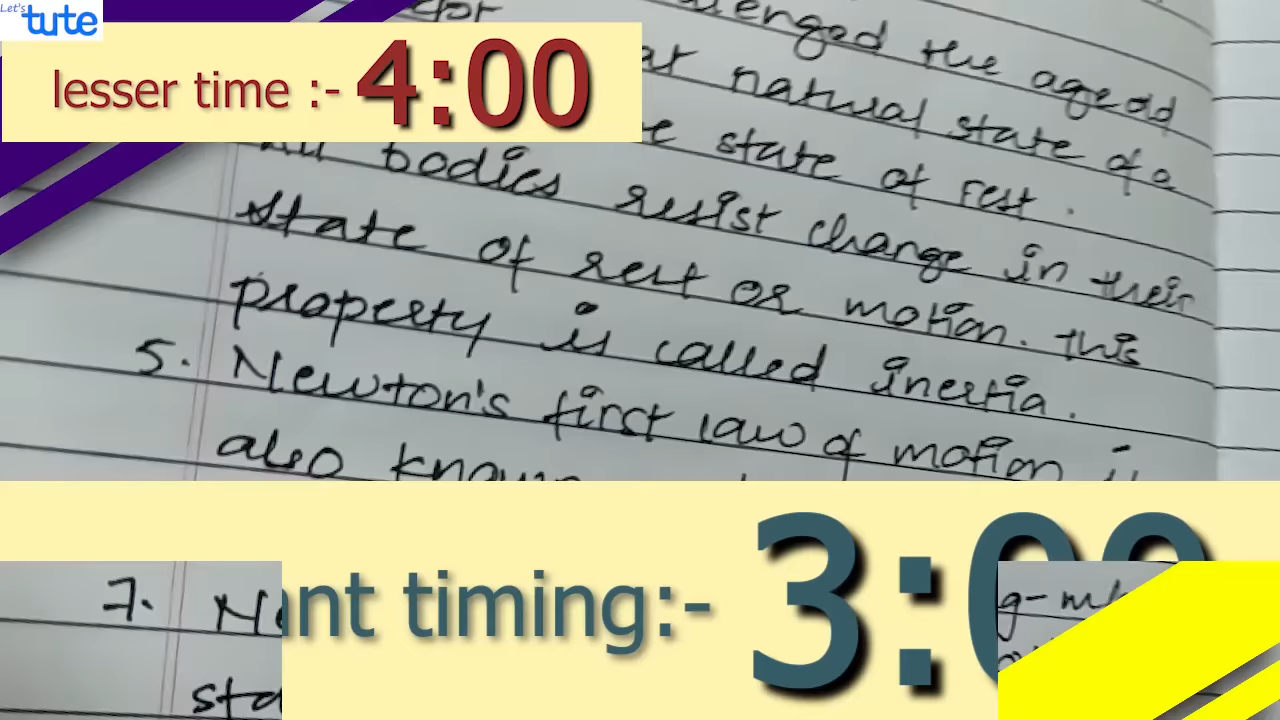 Let's
tute
lesser time :- 4:00
challenged the age old
natural state of a
state of rest.
All bodies resist change in their
state of rest or motion. this
property is called inertia.
5. Newton's first law of motion
also known
timing:- 3:00
7.